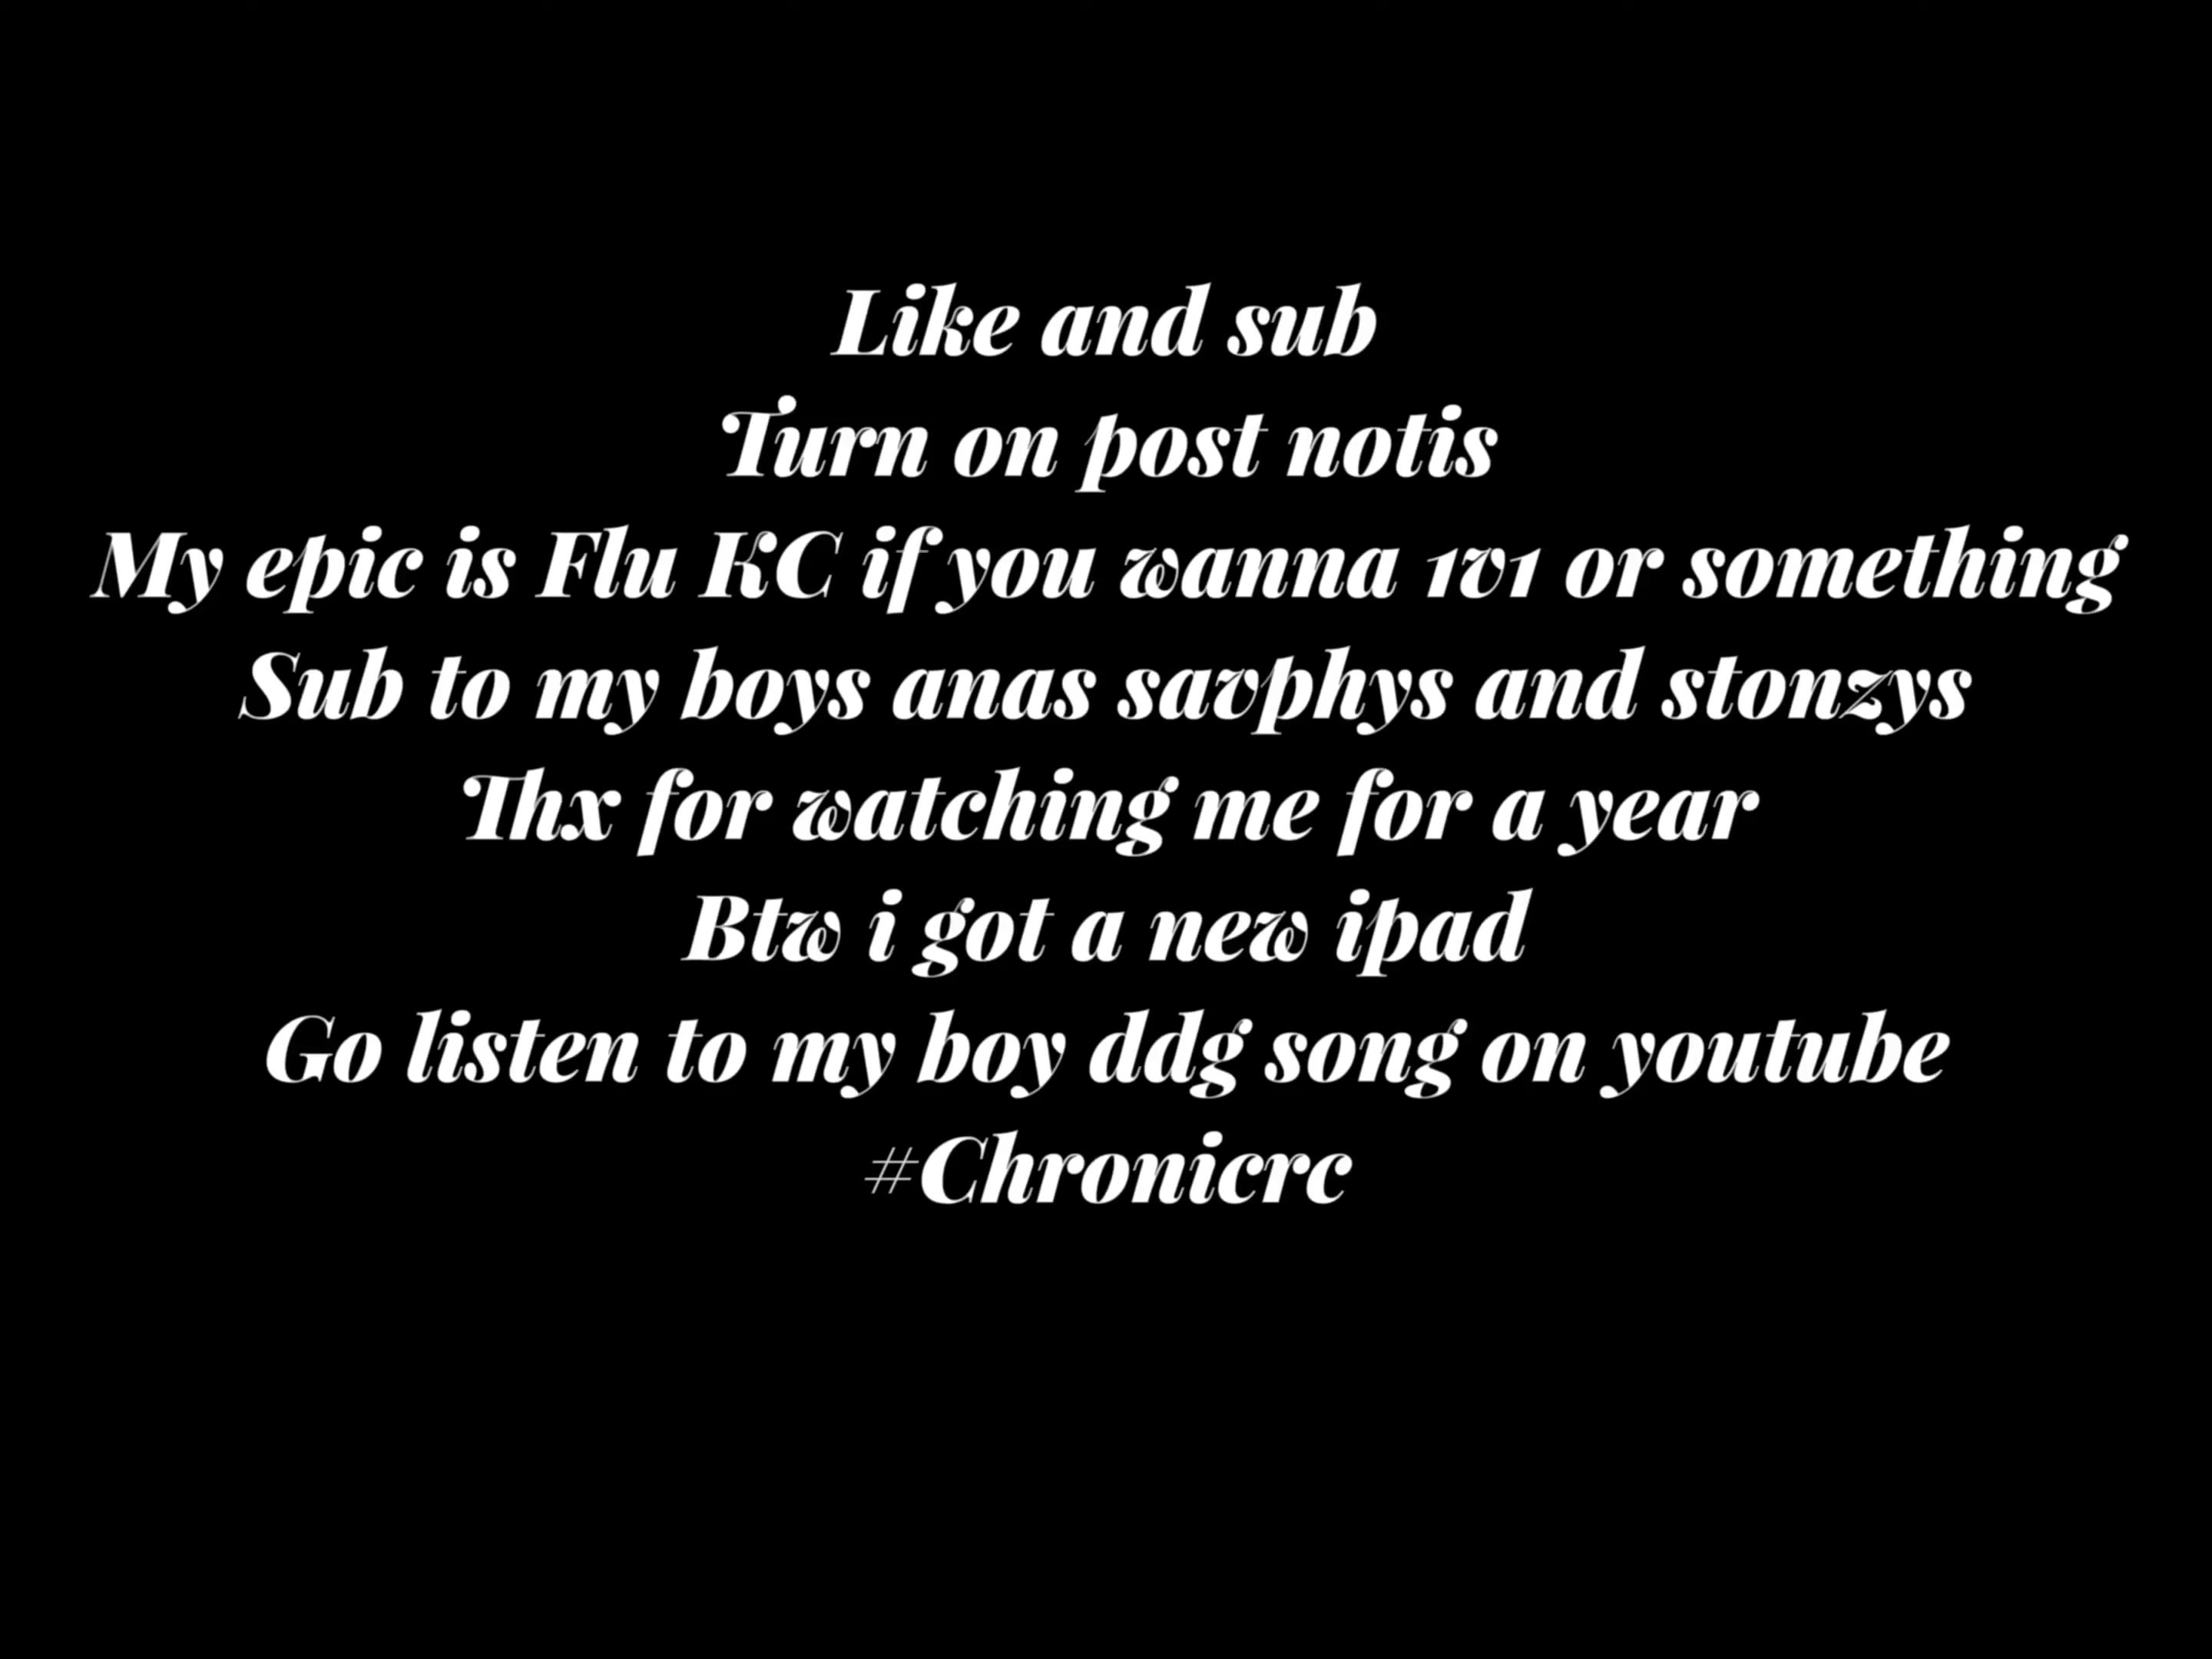 Like and sub
Turn on post notis
My epic is Flu KC if you wanna 1v1 or something
Sub to my boys anas savphys and stonzys
Thx for watching me for a year
Btw i got a new ipad
Go listen to my boy ddg song on youtube
#Chronicrc